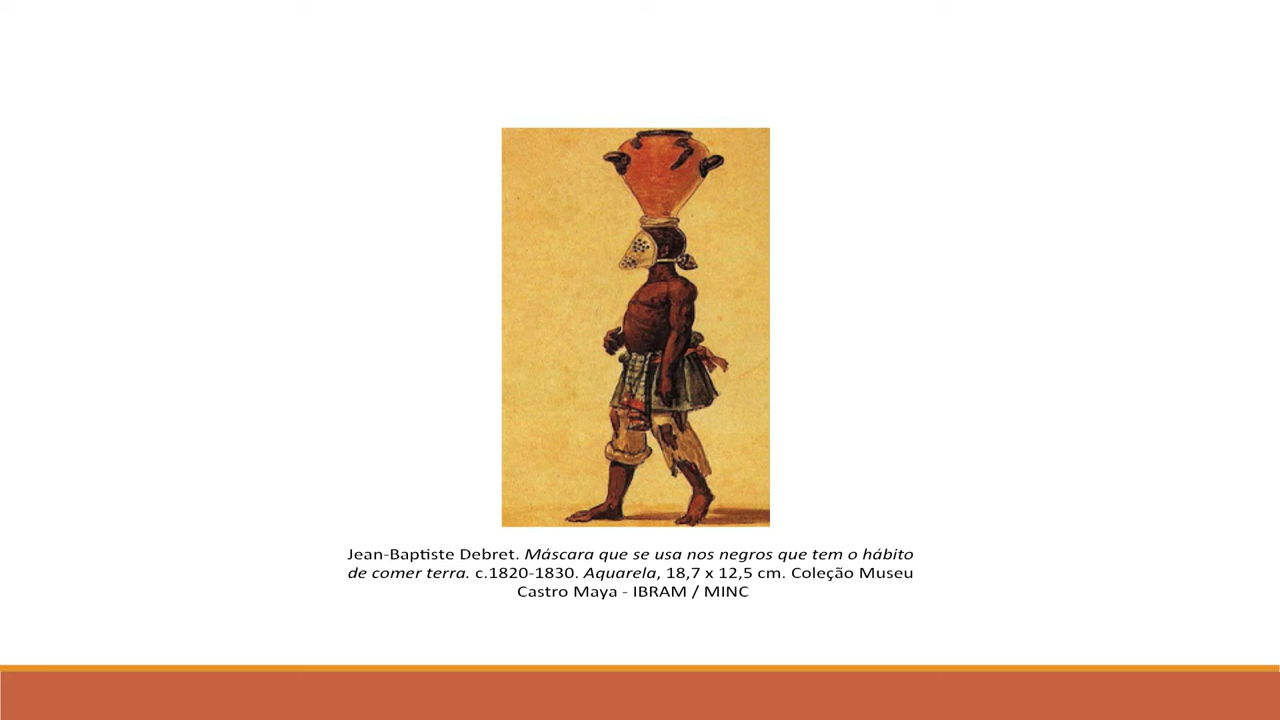 Jean-Baptiste Debret. Máscara que se usa nos negros que tem o hábito
de comer terra. c.1820-1830. Aquarela, 18,7 x 12,5 cm. Coleção Museu
Castro Maya - IBRAM / MINC